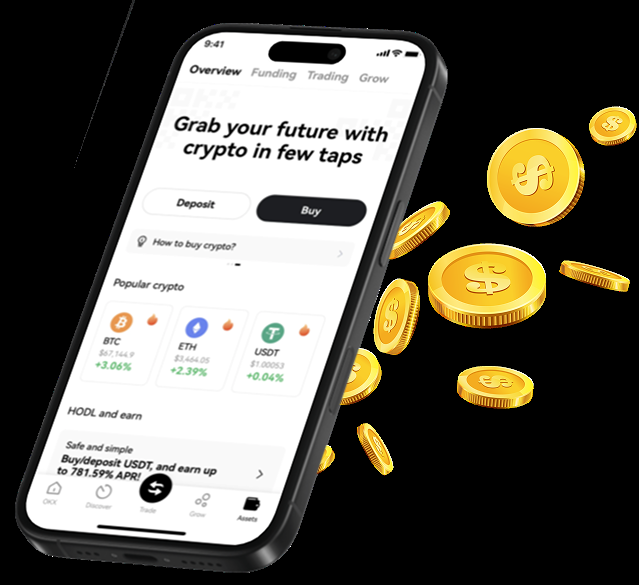 9:41
Overview Funding Trading Grow
Grab your future with
crypto in few taps
Deposit Buy
How to buy crypto?
Popular crypto
BTC ETH USDT
$67,144.9 $3,464.05 $1.00053
+3.06% +2.39% +0.04%
HODL and earn
Safe and simple
Buy/deposit USDT, and earn up
to 781.59% APR!
OKX Discover Trade Grow Assets